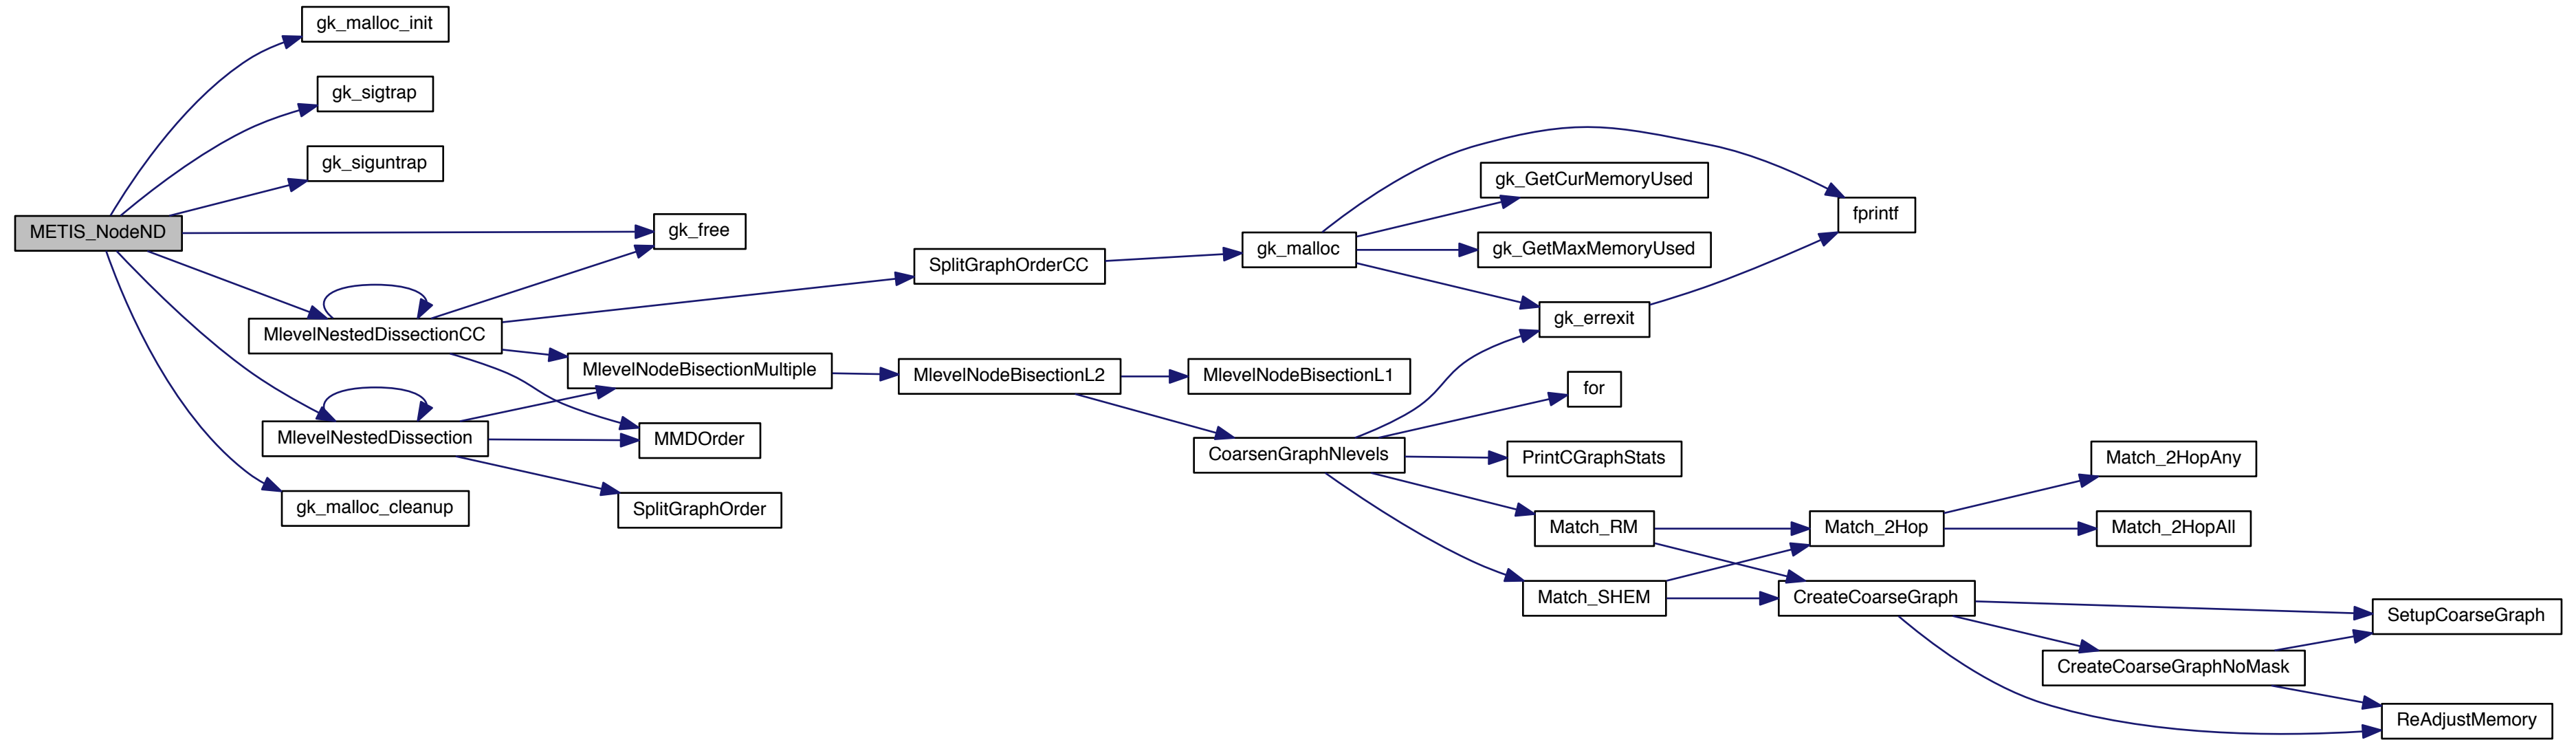 gk_malloc_init
gk_sigtrap
gk_siguntrap
METIS_NodeND
gk_free
MlevelNestedDissectionCC
MlevelNestedDissection
gk_malloc_cleanup
MlevelNodeBisectionMultiple
MMDOrder
SplitGraphOrder
SplitGraphOrderCC
MlevelNodeBisectionL2
MlevelNodeBisectionL1
gk_malloc
CoarsenGraphNlevels
gk_GetCurMemoryUsed
gk_GetMaxMemoryUsed
gk_errexit
for
PrintCGraphStats
Match_RM
Match_SHEM
fprintf
Match_2Hop
CreateCoarseGraph
Match_2HopAny
Match_2HopAll
CreateCoarseGraphNoMask
SetupCoarseGraph
ReAdjustMemory